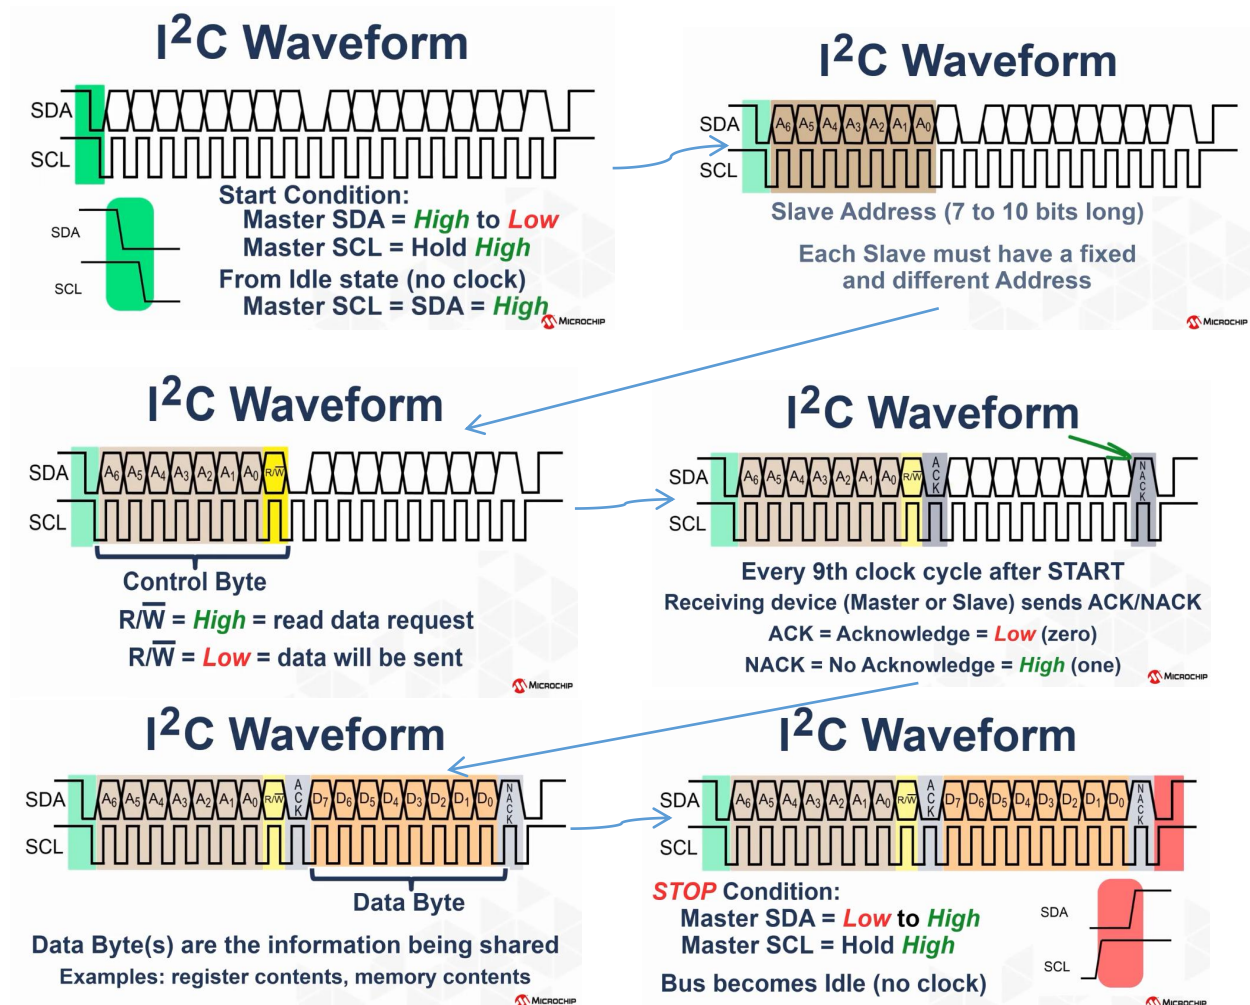 I²C Waveform
SDA
SCL
Start Condition:
Master SDA = High to Low
Master SCL = Hold High
From Idle state (no clock)
Master SCL = SDA = High
SDA
SCL
MICROCHIP
I²C Waveform
SDA A6 A5 A4 A3 A2 A1 A0
SCL
Slave Address (7 to 10 bits long)
Each Slave must have a fixed
and different Address
MICROCHIP
I²C Waveform
SDA A6 A5 A4 A3 A2 A1 A0 R/W̅
SCL
Control Byte
R/W̅ = High = read data request
R/W̅ = Low = data will be sent
MICROCHIP
I²C Waveform
SDA A6 A5 A4 A3 A2 A1 A0 R/W̅ ACK NACK
SCL
Every 9th clock cycle after START
Receiving device (Master or Slave) sends ACK/NACK
ACK = Acknowledge = Low (zero)
NACK = No Acknowledge = High (one)
MICROCHIP
I²C Waveform
SDA A6 A5 A4 A3 A2 A1 A0 R/W̅ ACK D7 D6 D5 D4 D3 D2 D1 D0 NACK
SCL
Data Byte
Data Byte(s) are the information being shared
Examples: register contents, memory contents
MICROCHIP
I²C Waveform
SDA A6 A5 A4 A3 A2 A1 A0 R/W̅ ACK D7 D6 D5 D4 D3 D2 D1 D0 NACK
SCL
STOP Condition:
Master SDA = Low to High
Master SCL = Hold High
Bus becomes Idle (no clock)
SDA
SCL
MICROCHIP